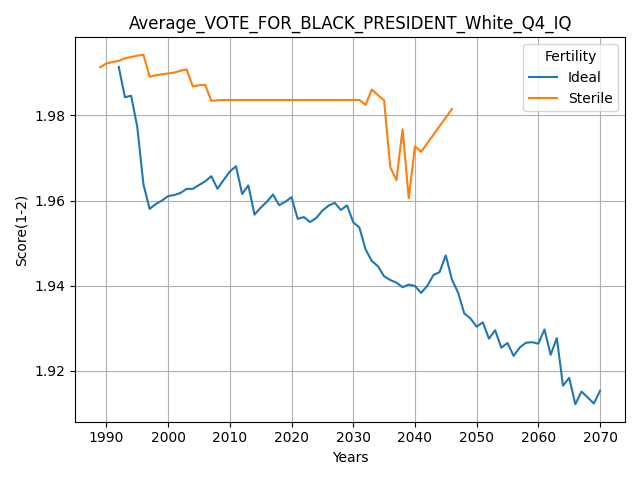 Average_VOTE_FOR_BLACK_PRESIDENT_White_Q4_IQ
Fertility
Ideal
Sterile
Score(1-2)
1.98
1.96
1.94
1.92
1990 2000 2010 2020 2030 2040 2050 2060 2070
Years